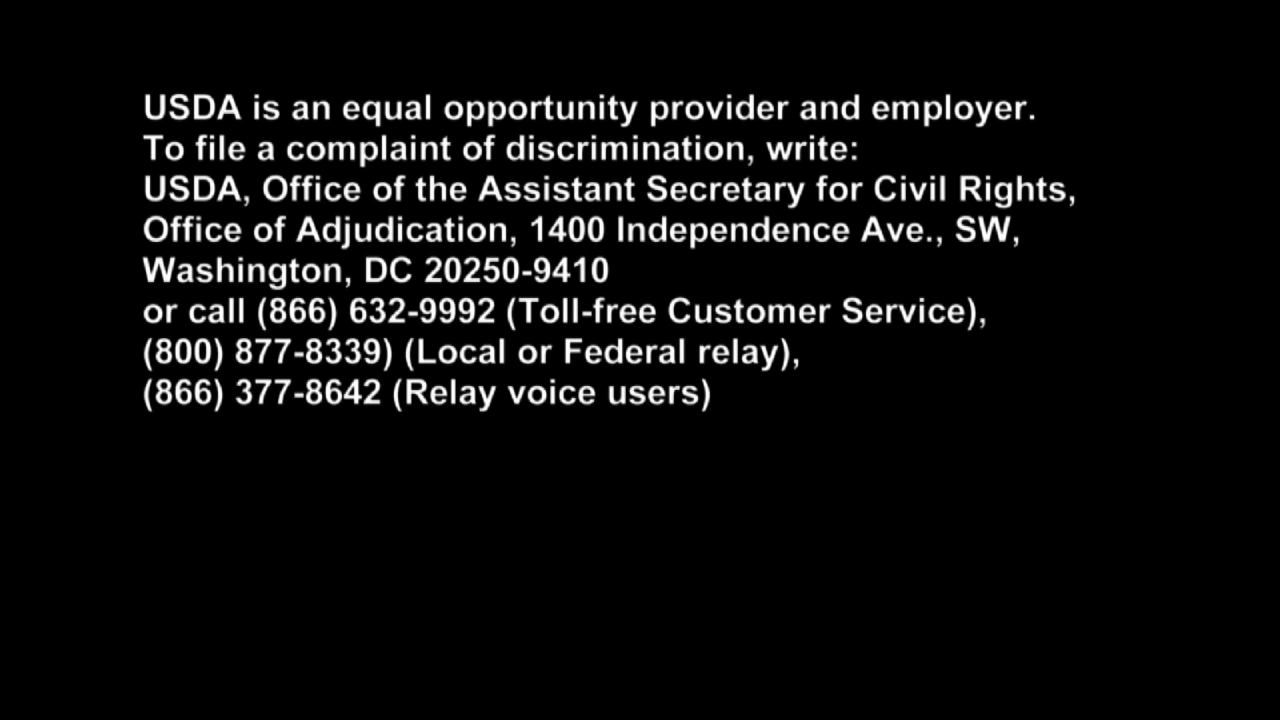 USDA is an equal opportunity provider and employer.
To file a complaint of discrimination, write:
USDA, Office of the Assistant Secretary for Civil Rights,
Office of Adjudication, 1400 Independence Ave., SW,
Washington, DC 20250-9410
or call (866) 632-9992 (Toll-free Customer Service),
(800) 877-8339) (Local or Federal relay),
(866) 377-8642 (Relay voice users)